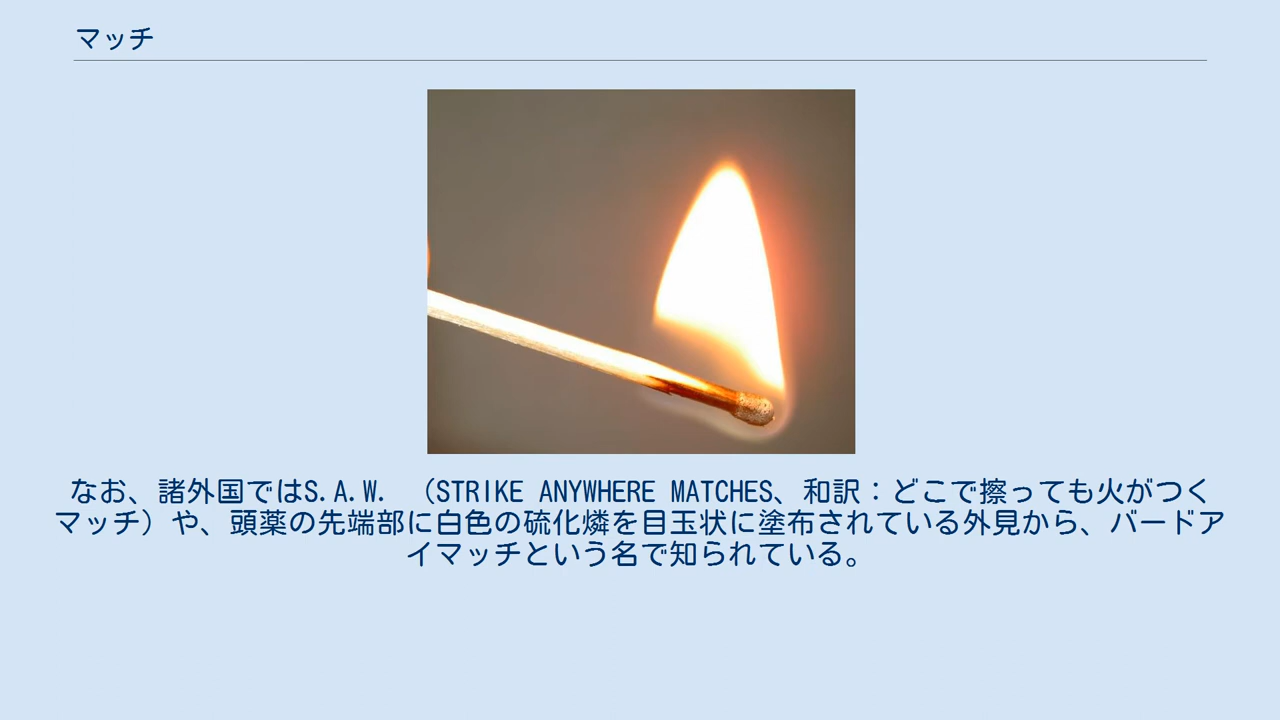 マッチ
なお、諸外国ではS.A.W. （STRIKE ANYWHERE MATCHES、和訳：どこで擦っても火がつく
マッチ）や、頭薬の先端部に白色の硫化燐を目玉状に塗布されている外見から、バードア
イマッチという名で知られている。